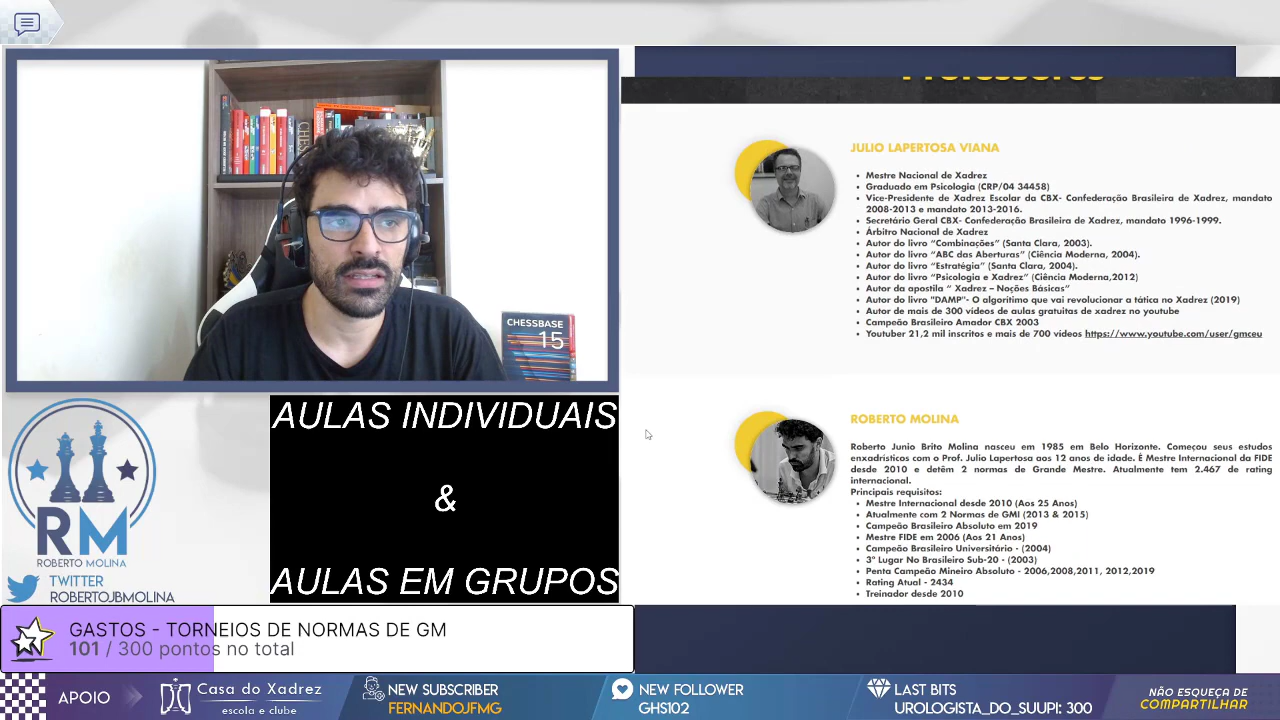 Professores
JULIO LAPERTOSA VIANA
• Mestre Nacional de Xadrez
• Graduado em Psicologia (CRP/04 34458)
• Vice-Presidente de Xadrez Escolar da CBX- Confederação Brasileira de Xadrez, mandato
2008-2013 e mandato 2013-2016.
• Secretário Geral CBX- Confederação Brasileira de Xadrez, mandato 1996-1999.
• Árbitro Nacional de Xadrez
• Autor do livro “Combinações” (Santa Clara, 2003).
• Autor do livro “ABC das Aberturas” (Ciência Moderna, 2004).
• Autor do livro “Estratégia” (Santa Clara, 2004).
• Autor do livro “Psicologia e Xadrez” (Ciência Moderna,2012)
• Autor da apostila “ Xadrez – Noções Básicas”
• Autor do livro "DAMP"- O algorítimo que vai revolucionar a tática no Xadrez (2019)
• Autor de mais de 300 vídeos de aulas gratuitas de xadrez no youtube
• Campeão Brasileiro Amador CBX 2003
• Youtuber 21,2 mil inscritos e mais de 700 vídeos https://www.youtube.com/user/gmceu
CHESSBASE
15
ROBERTO MOLINA
Roberto Junio Brito Molina nasceu em 1985 em Belo Horizonte. Começou seus estudos
enxadrísticos com o Prof. Julio Lapertosa aos 12 anos de idade. É Mestre Internacional da FIDE
desde 2010 e detêm 2 normas de Grande Mestre. Atualmente tem 2.467 de rating
internacional.
Principais requisitos:
• Mestre Internacional desde 2010 (Aos 25 Anos)
• Atualmente com 2 Normas de GMI (2013 & 2015)
• Campeão Brasileiro Absoluto em 2019
• Mestre FIDE em 2006 (Aos 21 Anos)
• Campeão Brasileiro Universitário - (2004)
• 3º Lugar No Brasileiro Sub-20 - (2003)
• Penta Campeão Mineiro Absoluto - 2006,2008,2011, 2012,2019
• Rating Atual - 2434
• Treinador desde 2010
AULAS INDIVIDUAIS
&
AULAS EM GRUPOS
RM
ROBERTO MOLINA
TWITTER
ROBERTOJBMOLINA
GASTOS - TORNEIOS DE NORMAS DE GM
101 / 300 pontos no total
APOIO
Casa do Xadrez
escola e clube
NEW SUBSCRIBER
FERNANDOJFMG
NEW FOLLOWER
GHS102
LAST BITS
UROLOGISTA_DO_SUUPI: 300
NÃO ESQUEÇA DE
COMPARTILHAR